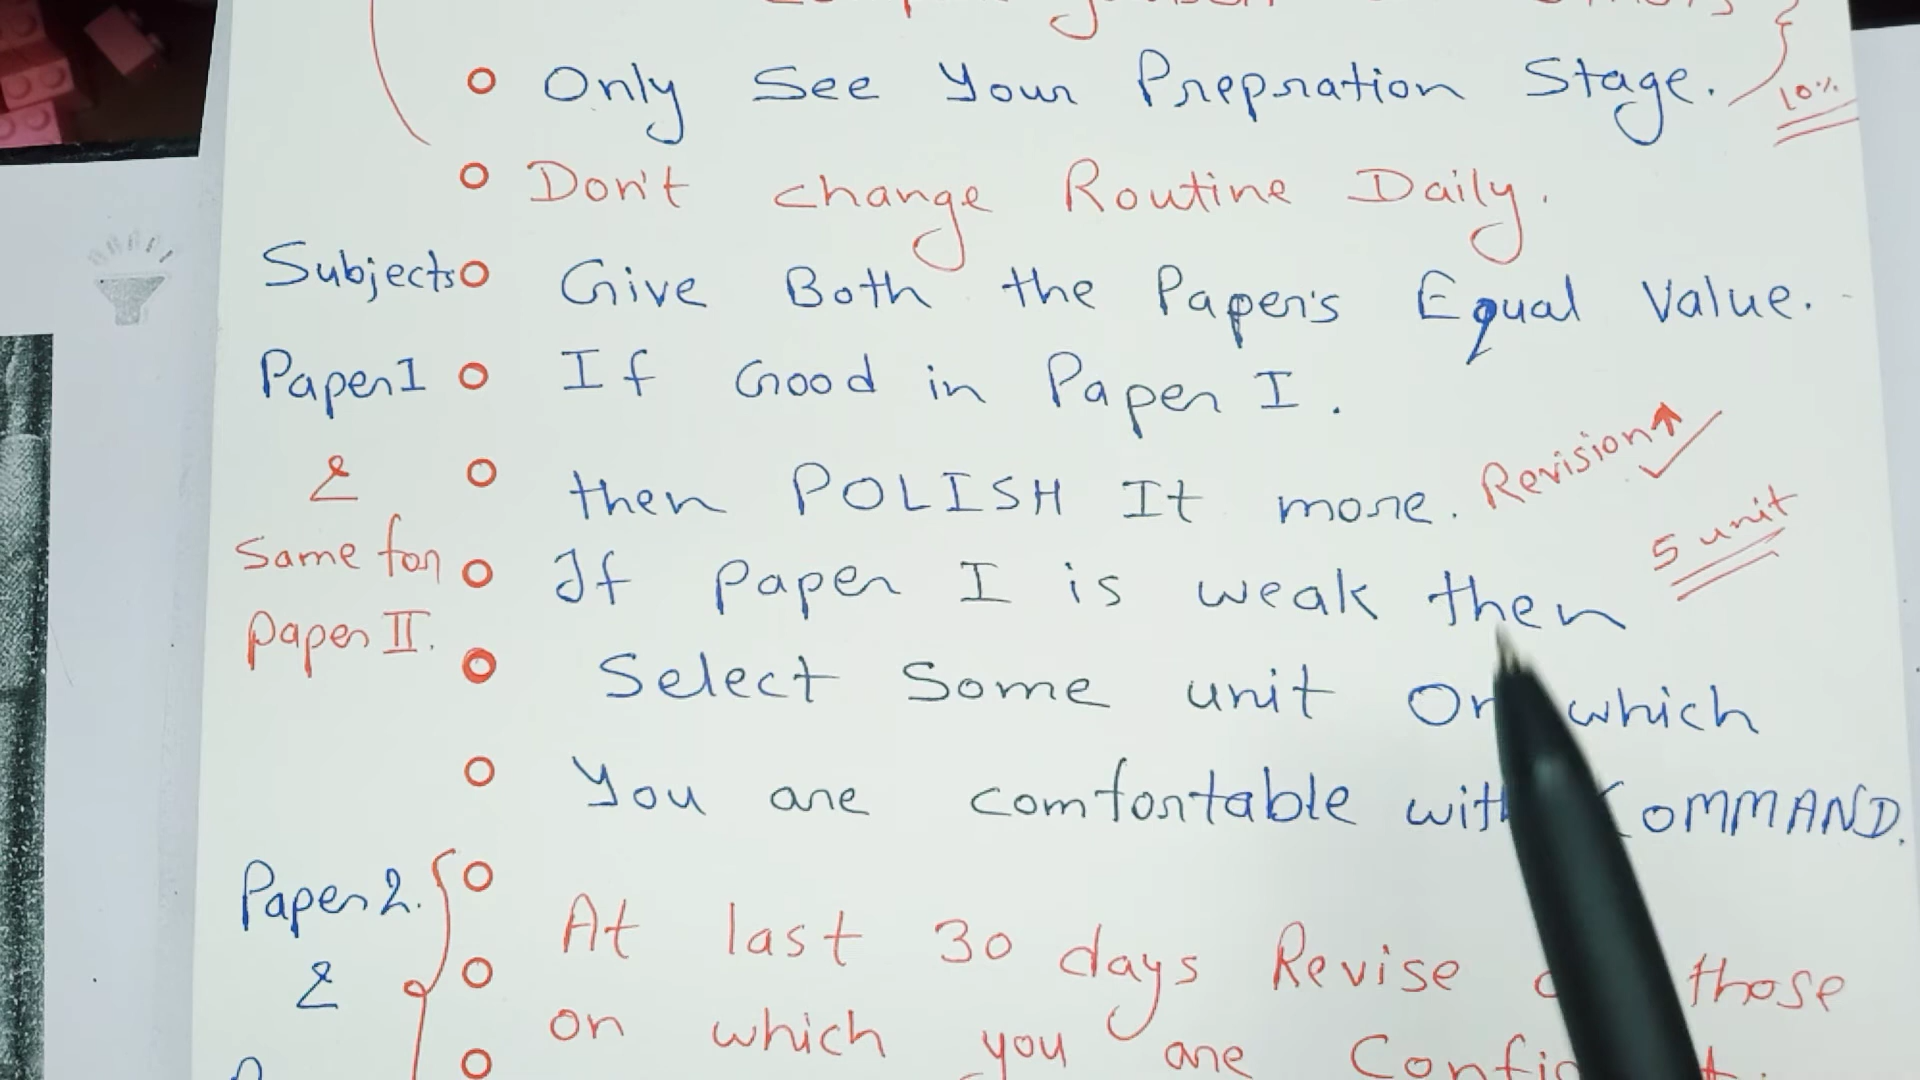 Only See Your Prepration Stage.
10%
Don't change Routine Daily.
Subjects Give Both the Paper's Equal Value.
Paper 1 If Good in Paper I.
& then POLISH It more. Revision↑
5 unit
Same for If Paper I is weak then
Paper II. Select Some unit which
You are comfortable with COMMAND.
Paper 2. At last 30 days Revise those
& on which you are